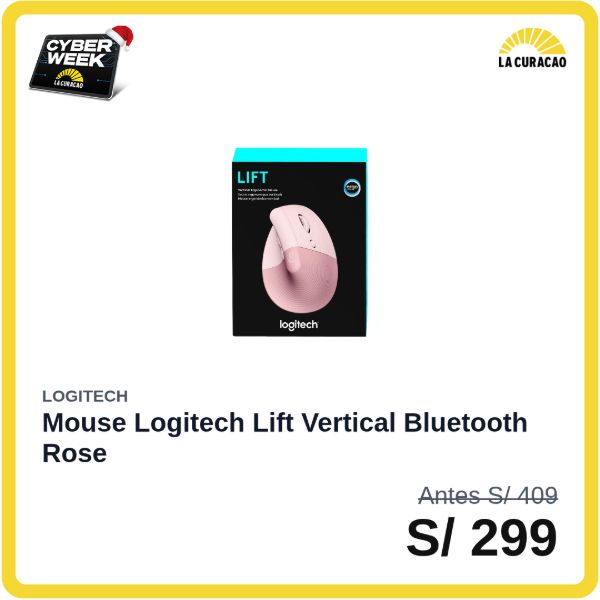 CYBER
WEEK
LA CURACAO
LA CURACAO
LIFT
logitech
LOGITECH
Mouse Logitech Lift Vertical Bluetooth
Rose
Antes S/ 409
S/ 299